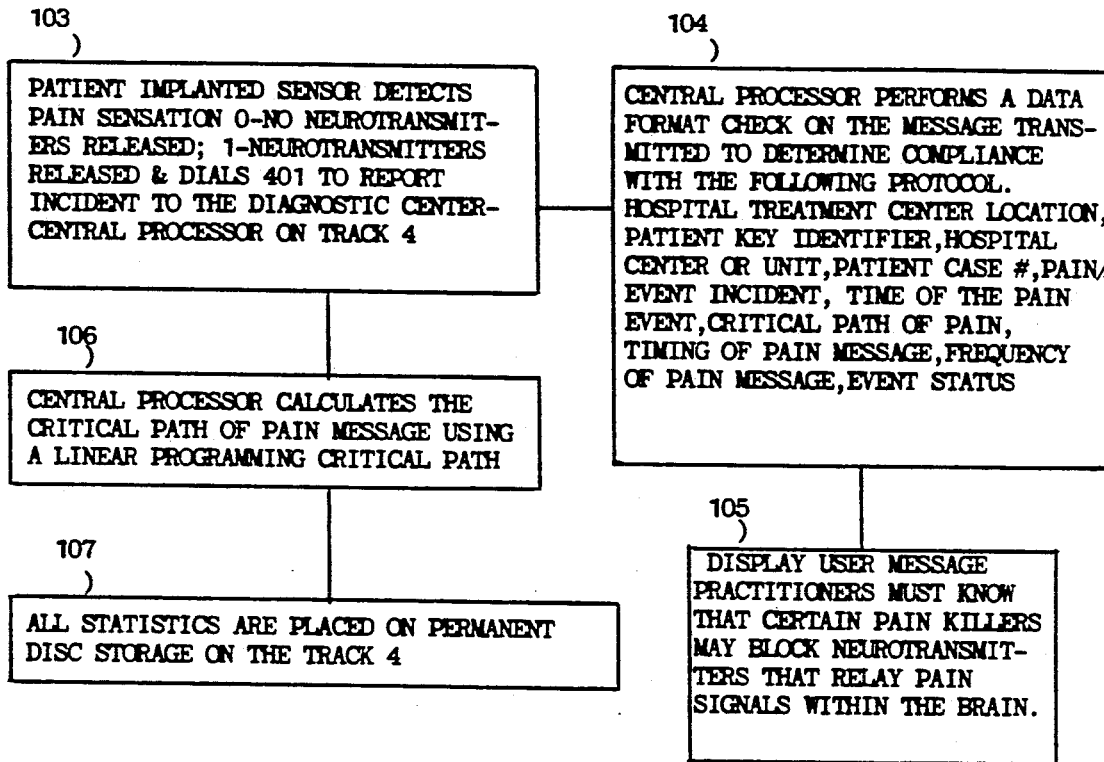 103
PATIENT IMPLANTED SENSOR DETECTS
PAIN SENSATION 0-NO NEUROTRANSMIT-
ERS RELEASED; 1-NEUROTRANSMITTERS
RELEASED & DIALS 401 TO REPORT
INCIDENT TO THE DIAGNOSTIC CENTER-
CENTRAL PROCESSOR ON TRACK 4
104
CENTRAL PROCESSOR PERFORMS A DATA
FORMAT CHECK ON THE MESSAGE TRANS-
MITTED TO DETERMINE COMPLIANCE
WITH THE FOLLOWING PROTOCOL.
HOSPITAL TREATMENT CENTER LOCATION,
PATIENT KEY IDENTIFIER,HOSPITAL
CENTER OR UNIT,PATIENT CASE #,PAIN/
EVENT INCIDENT, TIME OF THE PAIN
EVENT,CRITICAL PATH OF PAIN,
TIMING OF PAIN MESSAGE,FREQUENCY
OF PAIN MESSAGE,EVENT STATUS
106
CENTRAL PROCESSOR CALCULATES THE
CRITICAL PATH OF PAIN MESSAGE USING
A LINEAR PROGRAMMING CRITICAL PATH
105
DISPLAY USER MESSAGE
PRACTITIONERS MUST KNOW
THAT CERTAIN PAIN KILLERS
MAY BLOCK NEUROTRANSMIT-
TERS THAT RELAY PAIN
SIGNALS WITHIN THE BRAIN.
107
ALL STATISTICS ARE PLACED ON PERMANENT
DISC STORAGE ON THE TRACK 4